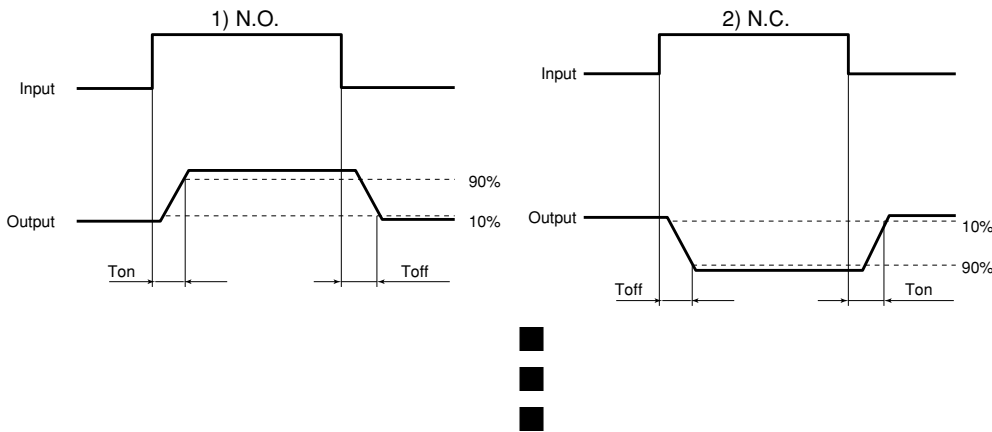 1) N.O.
Input
Output
90%
10%
Ton
Toff
2) N.C.
Input
Output
10%
90%
Toff
Ton